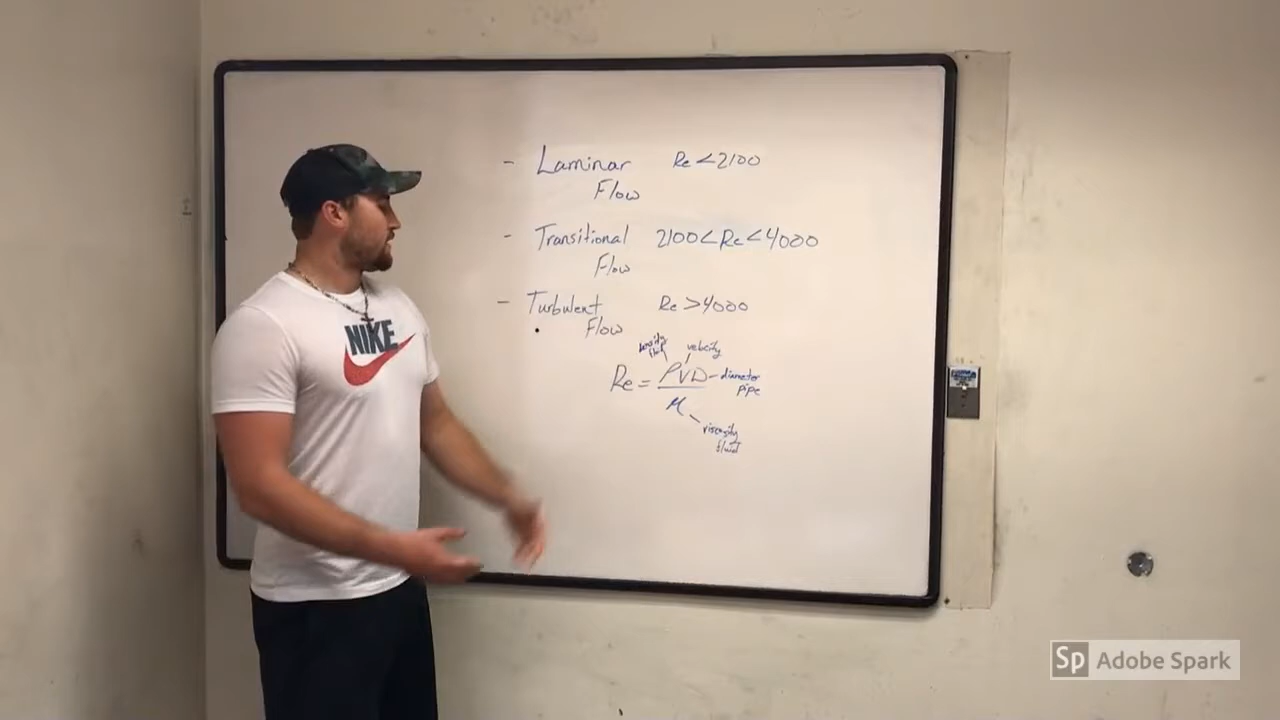 - Laminar Re < 2100
Flow
- Transitional 2100 < Re < 4000
Flow
- Turbulent Re > 4000
Flow
density
fluid
velocity
Re = ρVD - diameter
pipe
μ
viscosity
fluid
NIKE
Sp Adobe Spark